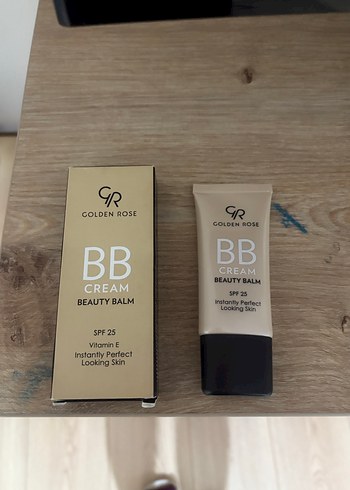 GR
GOLDEN ROSE
BB
CREAM
BEAUTY BALM
SPF 25
Vitamin E
Instantly Perfect
Looking Skin
GR
GOLDEN ROSE
BB
CREAM
BEAUTY BALM
SPF 25
Instantly Perfect
Looking Skin